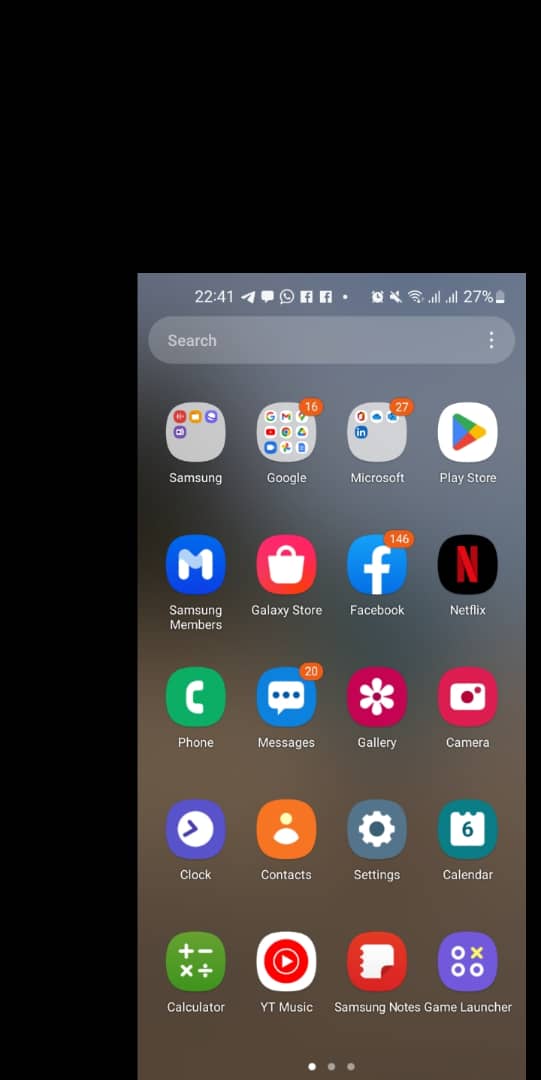 22:41 27%
Search
16
27
Samsung Google Microsoft Play Store
146
Samsung Members Galaxy Store Facebook Netflix
20
Phone Messages Gallery Camera
6
Clock Contacts Settings Calendar
Calculator YT Music Samsung Notes Game Launcher